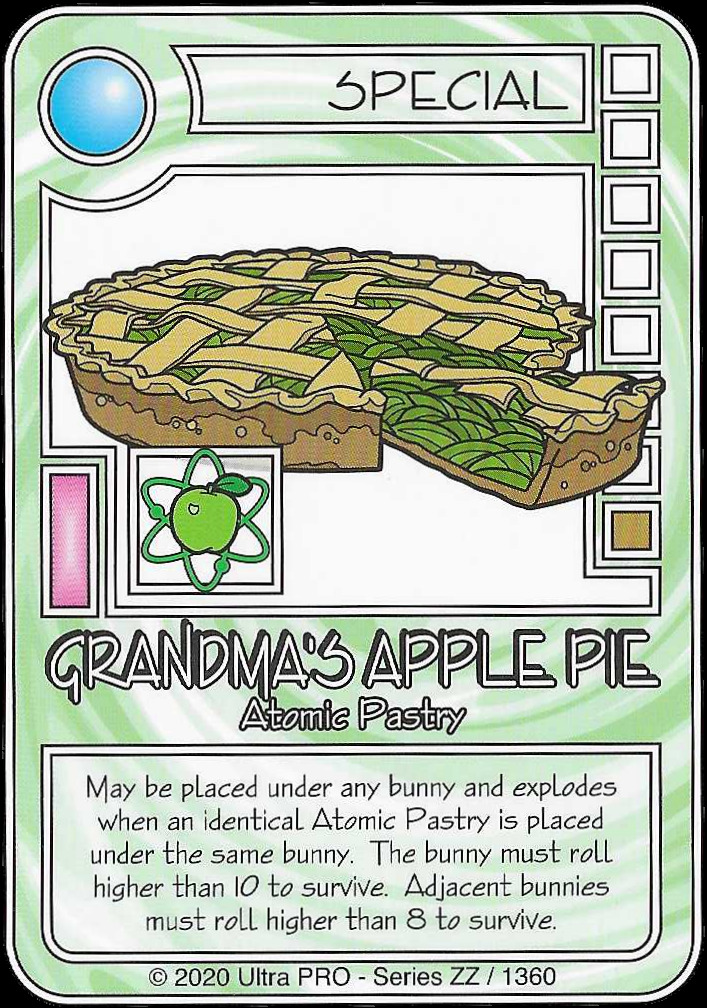 SPECIAL
GRANDMA'S APPLE PIE
Atomic Pastry
May be placed under any bunny and explodes
when an identical Atomic Pastry is placed
under the same bunny. The bunny must roll
higher than 10 to survive. Adjacent bunnies
must roll higher than 8 to survive.
© 2020 Ultra PRO - Series ZZ / 1360